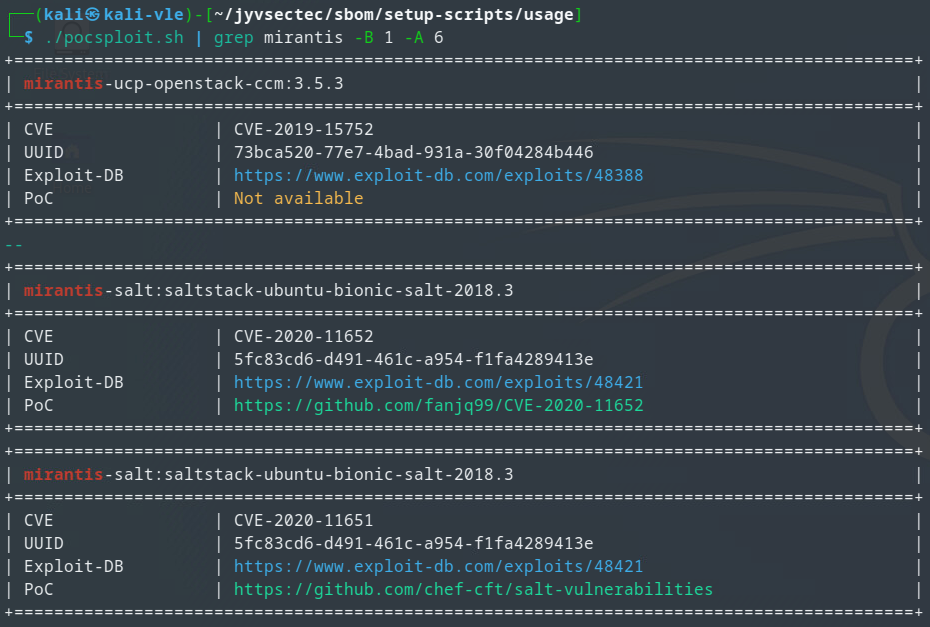 ┌──(kali㉿kali-vle)-[~/jyvsectec/sbom/setup-scripts/usage]
└─$ ./pocsploit.sh | grep mirantis -B 1 -A 6
+==========================================================================================+
| mirantis-ucp-openstack-ccm:3.5.3 |
+==========================================================================================+
| CVE | CVE-2019-15752 |
| UUID | 73bca520-77e7-4bad-931a-30f04284b446 |
| Exploit-DB | https://www.exploit-db.com/exploits/48388 |
| PoC | Not available |
+==========================================================================================+
--
+==========================================================================================+
| mirantis-salt:saltstack-ubuntu-bionic-salt-2018.3 |
+==========================================================================================+
| CVE | CVE-2020-11652 |
| UUID | 5fc83cd6-d491-461c-a954-f1fa4289413e |
| Exploit-DB | https://www.exploit-db.com/exploits/48421 |
| PoC | https://github.com/fanjq99/CVE-2020-11652 |
+==========================================================================================+
+==========================================================================================+
| mirantis-salt:saltstack-ubuntu-bionic-salt-2018.3 |
+==========================================================================================+
| CVE | CVE-2020-11651 |
| UUID | 5fc83cd6-d491-461c-a954-f1fa4289413e |
| Exploit-DB | https://www.exploit-db.com/exploits/48421 |
| PoC | https://github.com/chef-cft/salt-vulnerabilities |
+==========================================================================================+